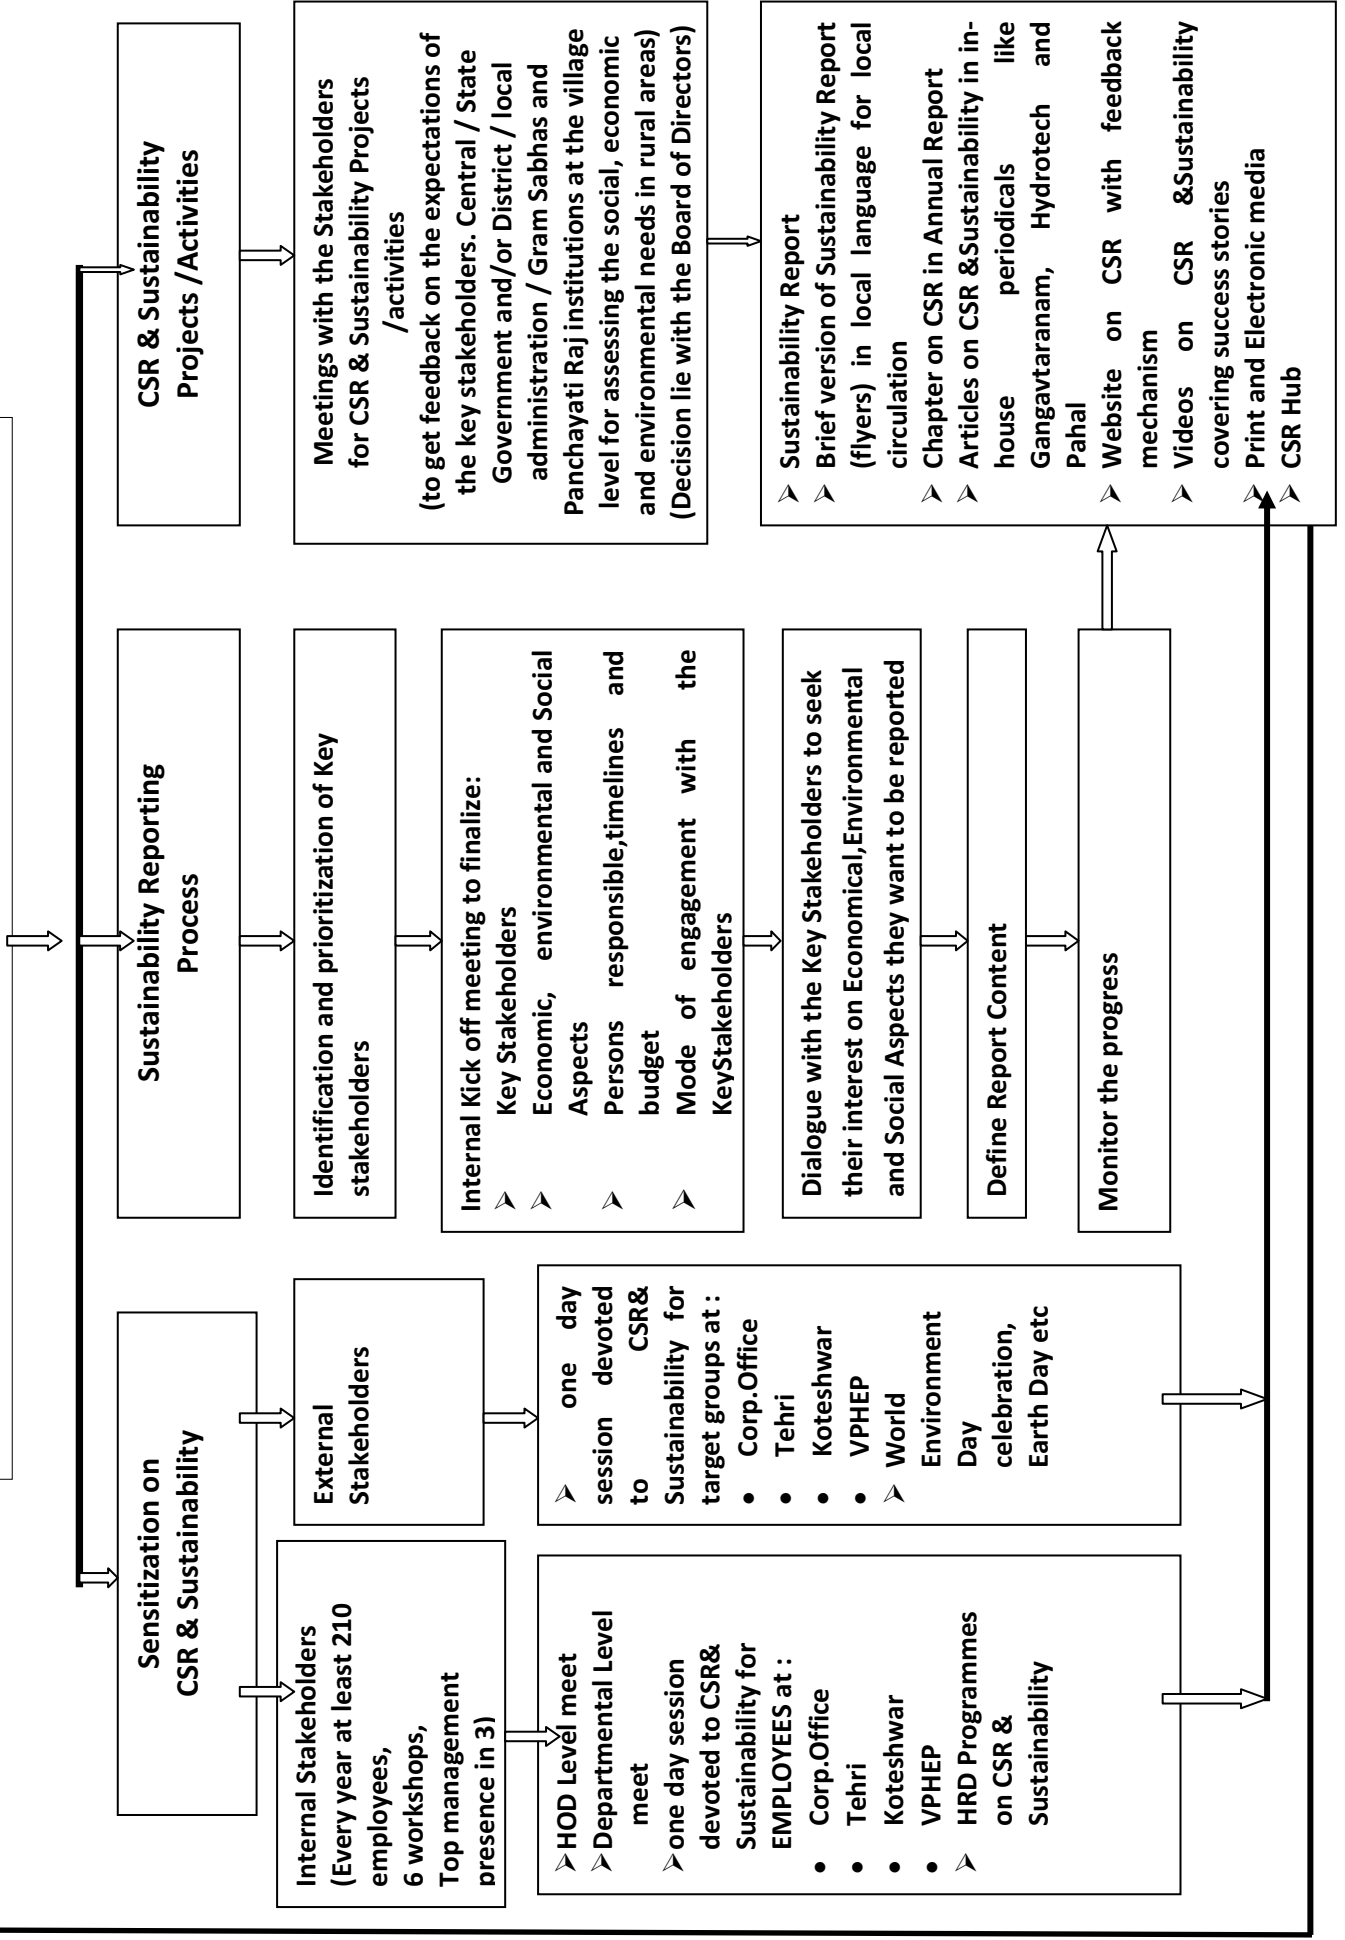 Sensitization on
CSR & Sustainability
Internal Stakeholders
(Every year at least 210
employees,
6 workshops,
Top management
presence in 3)
➢ HOD Level meet
➢ Departmental Level
meet
➢ one day session
devoted to CSR&
Sustainability for
EMPLOYEES at :
• Corp.Office
• Tehri
• Koteshwar
• VPHEP
➢ HRD Programmes
on CSR &
Sustainability
External
Stakeholders
➢ one day
session devoted
to CSR&
Sustainability for
target groups at :
• Corp.Office
• Tehri
• Koteshwar
• VPHEP
➢ World
Environment
Day
celebration,
Earth Day etc
Sustainability Reporting
Process
Identification and prioritization of Key
stakeholders
Internal Kick off meeting to finalize:
➢ Key Stakeholders
➢ Economic, environmental and Social
Aspects
➢ Persons responsible,timelines and
budget
➢ Mode of engagement with the
KeyStakeholders
Dialogue with the Key Stakeholders to seek
their interest on Economical,Environmental
and Social Aspects they want to be reported
Define Report Content
Monitor the progress
CSR & Sustainability
Projects /Activities
Meetings with the Stakeholders
for CSR & Sustainability Projects
/activities
(to get feedback on the expectations of
the key stakeholders. Central / State
Government and/or District / local
administration / Gram Sabhas and
Panchayati Raj institutions at the village
level for assessing the social, economic
and environmental needs in rural areas)
(Decision lie with the Board of Directors)
➢ Sustainability Report
➢ Brief version of Sustainability Report
(flyers) in local language for local
circulation
➢ Chapter on CSR in Annual Report
➢ Articles on CSR &Sustainability in in-
house periodicals like
Gangavtaranam, Hydrotech and
Pahal
➢ Website on CSR with feedback
mechanism
➢ Videos on CSR &Sustainability
covering success stories
➢ Print and Electronic media
➢ CSR Hub